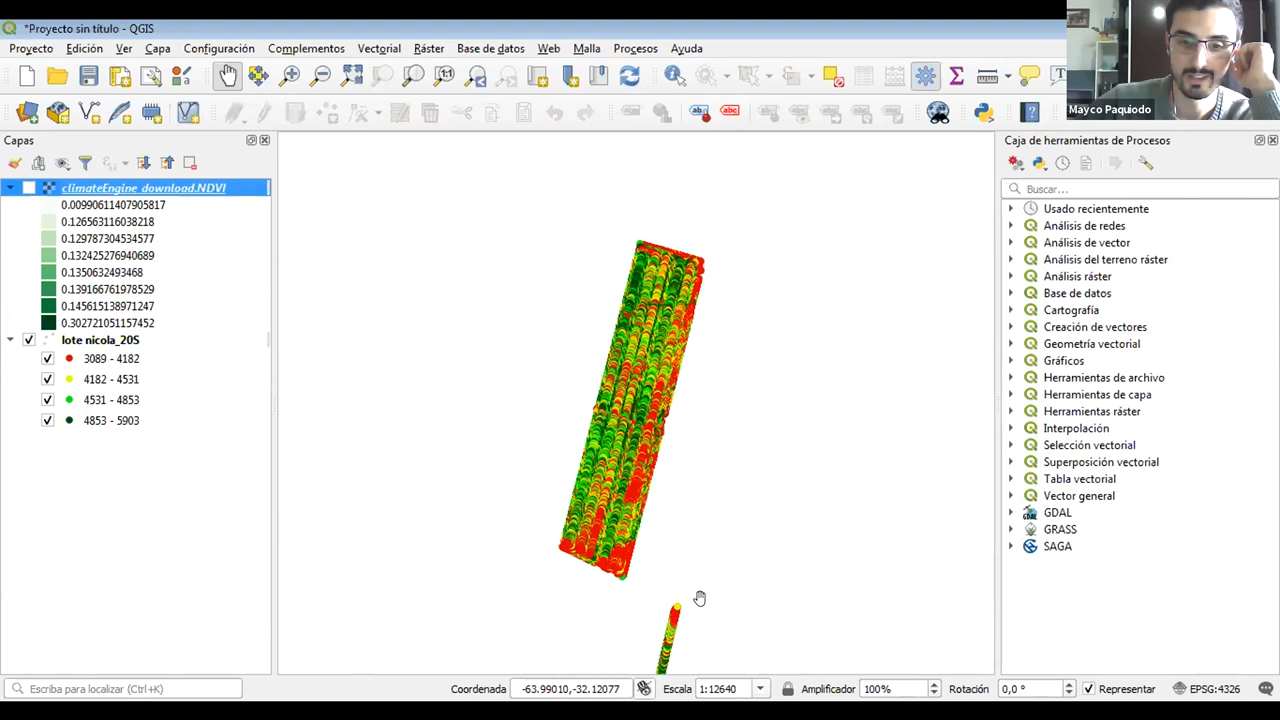 *Proyecto sin título - QGIS
Proyecto Edición Ver Capa Configuración Complementos Vectorial Ráster Base de datos Web Malla Procesos Ayuda
Mayco Paquiodo
1:1
abc abc
Capas
climateEngine download.NDVI
0.00990611407905817
0.126563116038218
0.129787304534577
0.132425276940689
0.1350632493468
0.139166761978529
0.145615138971247
0.302721051157452
lote nicola_20S
3089 - 4182
4182 - 4531
4531 - 4853
4853 - 5903
Caja de herramientas de Procesos
Buscar...
Usado recientemente
Análisis de redes
Análisis de vector
Análisis del terreno ráster
Análisis ráster
Base de datos
Cartografía
Creación de vectores
Geometría vectorial
Gráficos
Herramientas de archivo
Herramientas de capa
Herramientas ráster
Interpolación
Selección vectorial
Superposición vectorial
Tabla vectorial
Vector general
GDAL
GRASS
SAGA
Escriba para localizar (Ctrl+K)
Coordenada -63.99010,-32.12077 Escala 1:12640 Amplificador 100% Rotación 0,0 ° Representar EPSG:4326